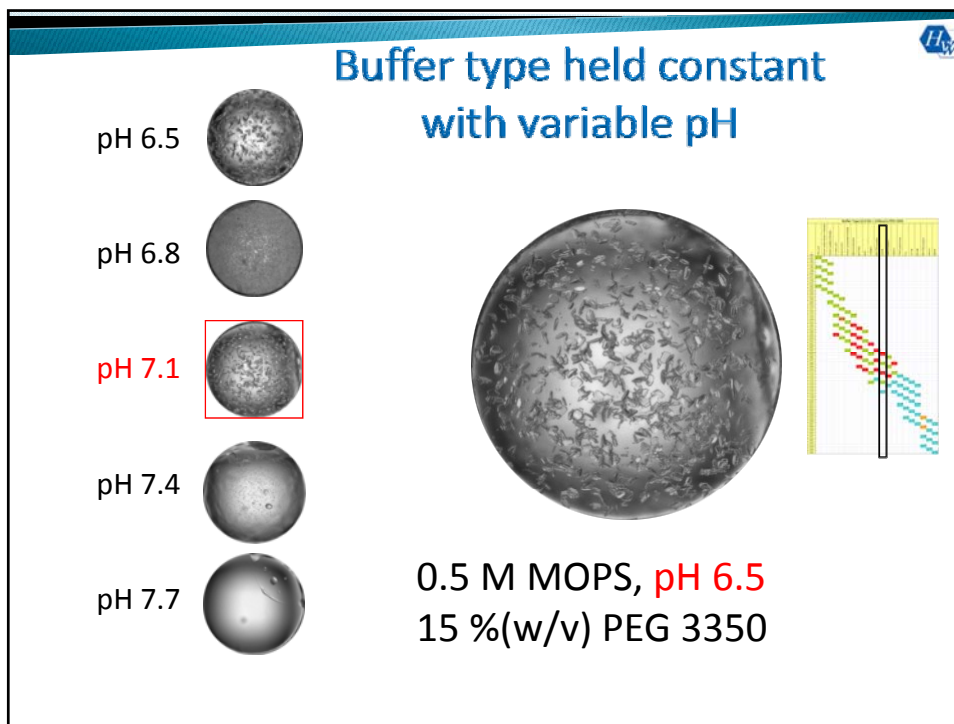 Buffer type held constant
with variable pH
pH 6.5
pH 6.8
pH 7.1
pH 7.4
pH 7.7
0.5 M MOPS, pH 6.5
15 %(w/v) PEG 3350